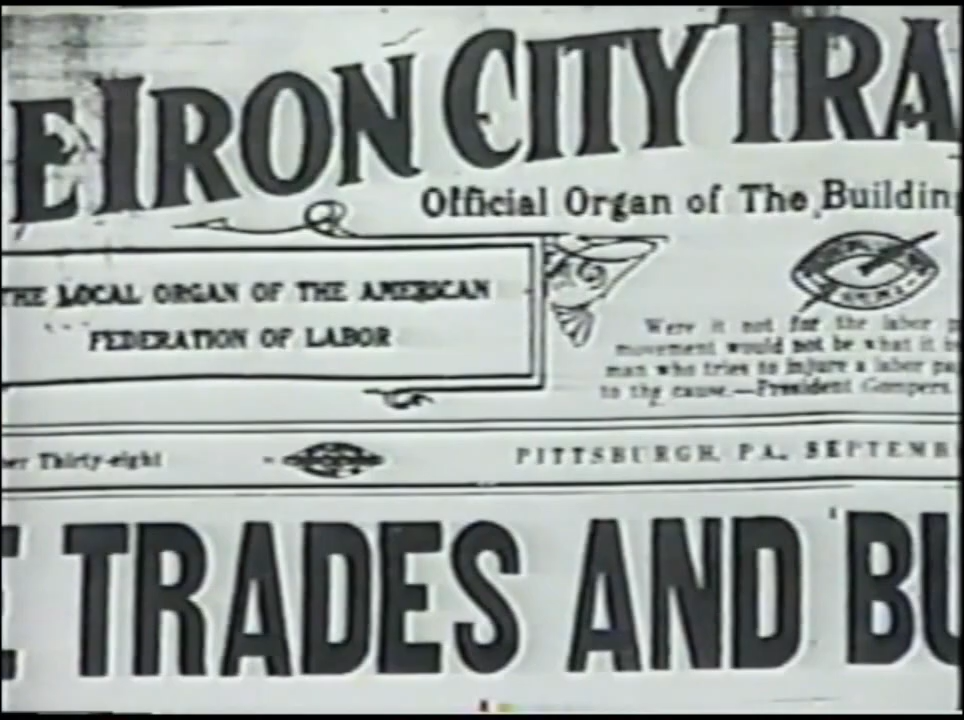 E IRON CITY TRA
Official Organ of The Building
THE LOCAL ORGAN OF THE AMERICAN
FEDERATION OF LABOR
Were it not for the labor p
movement would not be what it b
man who tries to injure a labor pa
to the cause.—President Gompers.
er Thirty-eight
PITTSBURGH, PA., SEPTEMB
E TRADES AND BU